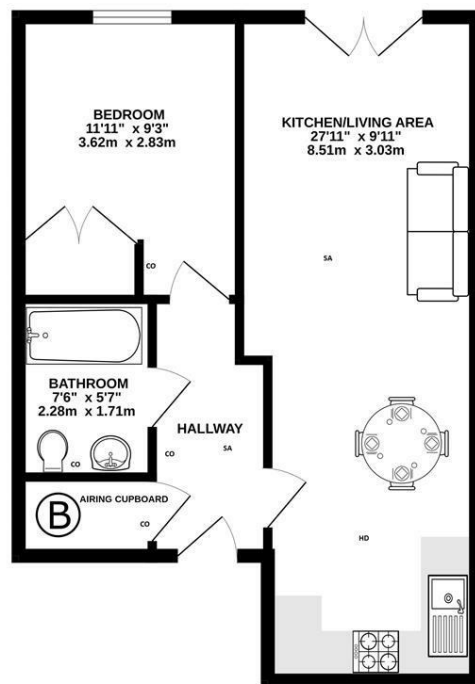 BEDROOM
11'11" x 9'3"
3.62m x 2.83m
KITCHEN/LIVING AREA
27'11" x 9'11"
8.51m x 3.03m
CO
SA
BATHROOM
7'6" x 5'7"
2.28m x 1.71m
HALLWAY
CO
CO
SA
B
AIRING CUPBOARD
CO
HD